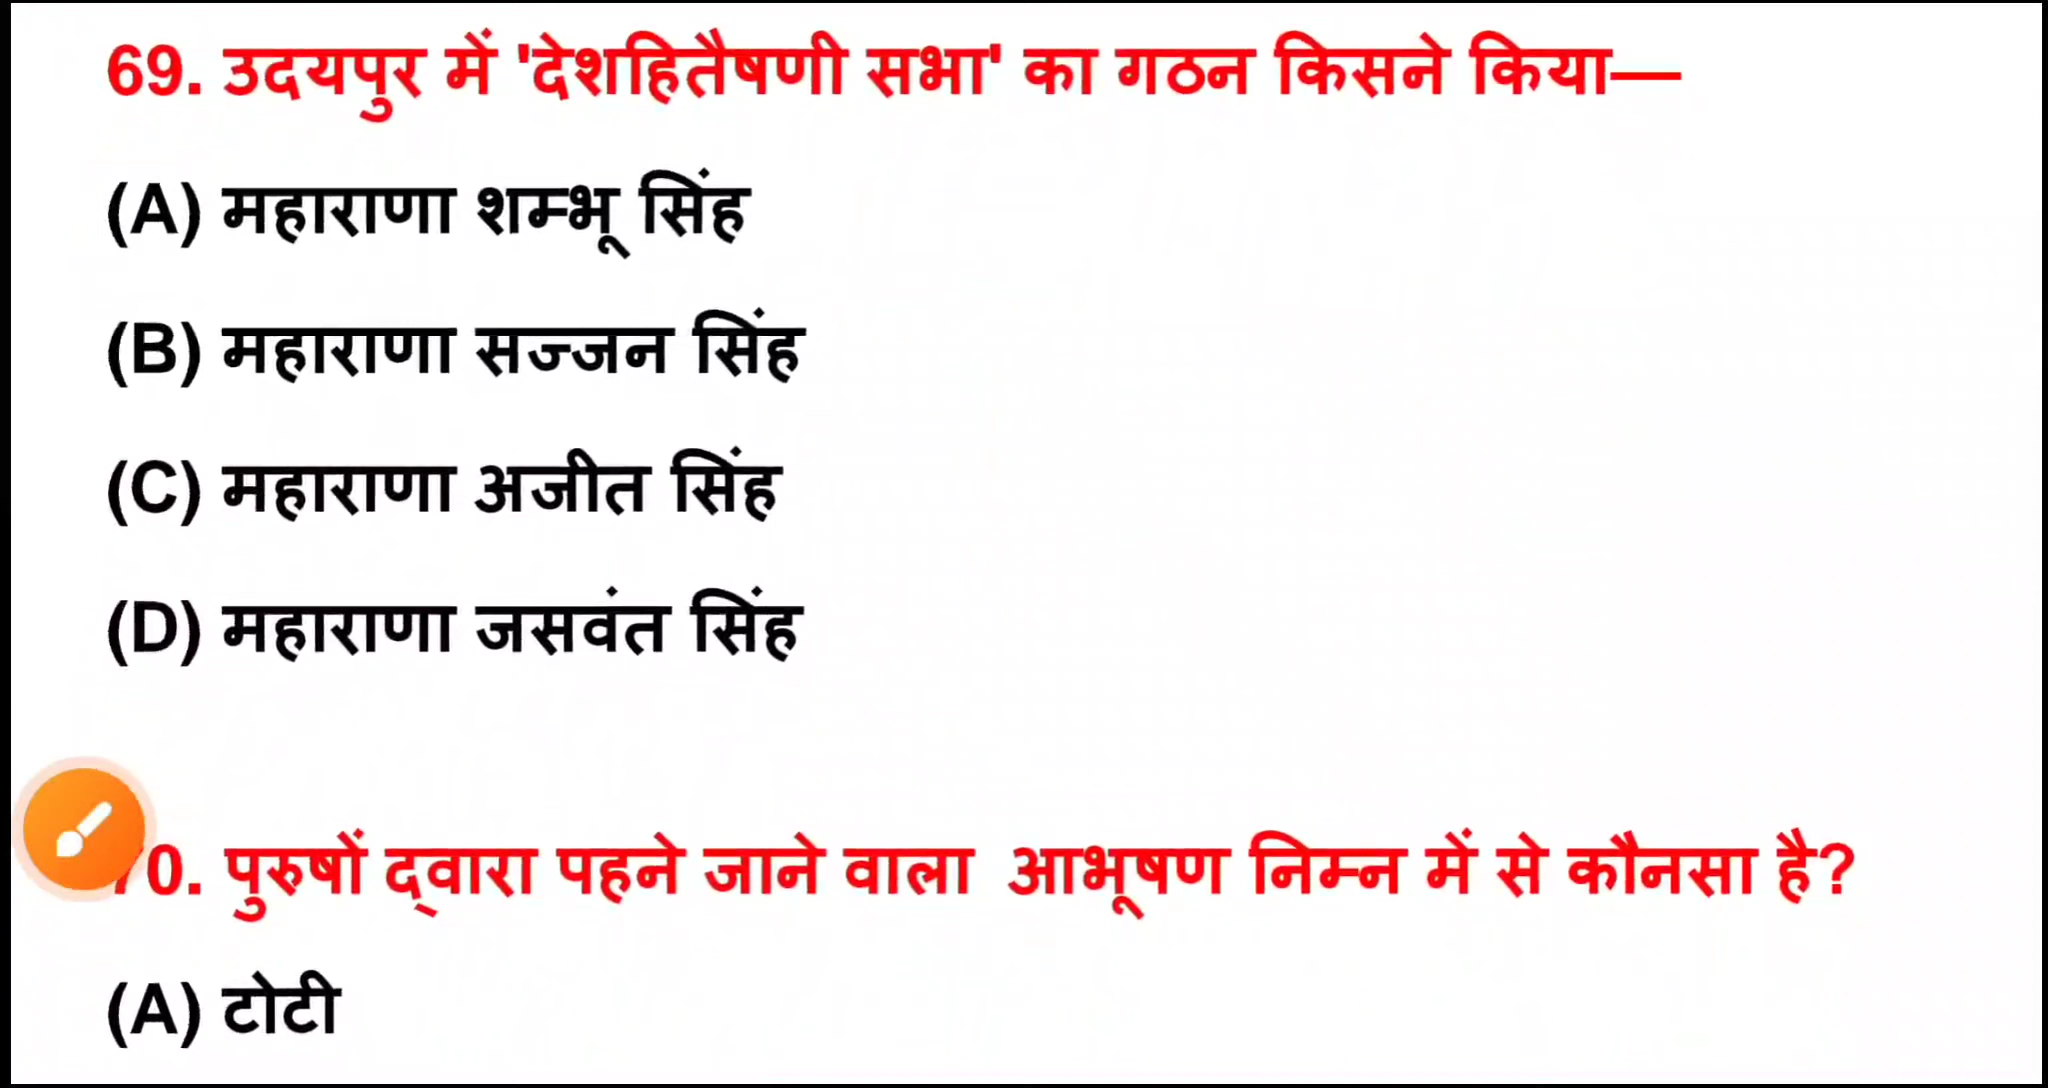 69. उदयपुर में 'देशहितैषणी सभा' का गठन किसने किया—
(A) महाराणा शम्भू सिंह
(B) महाराणा सज्जन सिंह
(C) महाराणा अजीत सिंह
(D) महाराणा जसवंत सिंह
70. पुरुषों द्वारा पहने जाने वाला आभूषण निम्न में से कौनसा है?
(A) टोटी